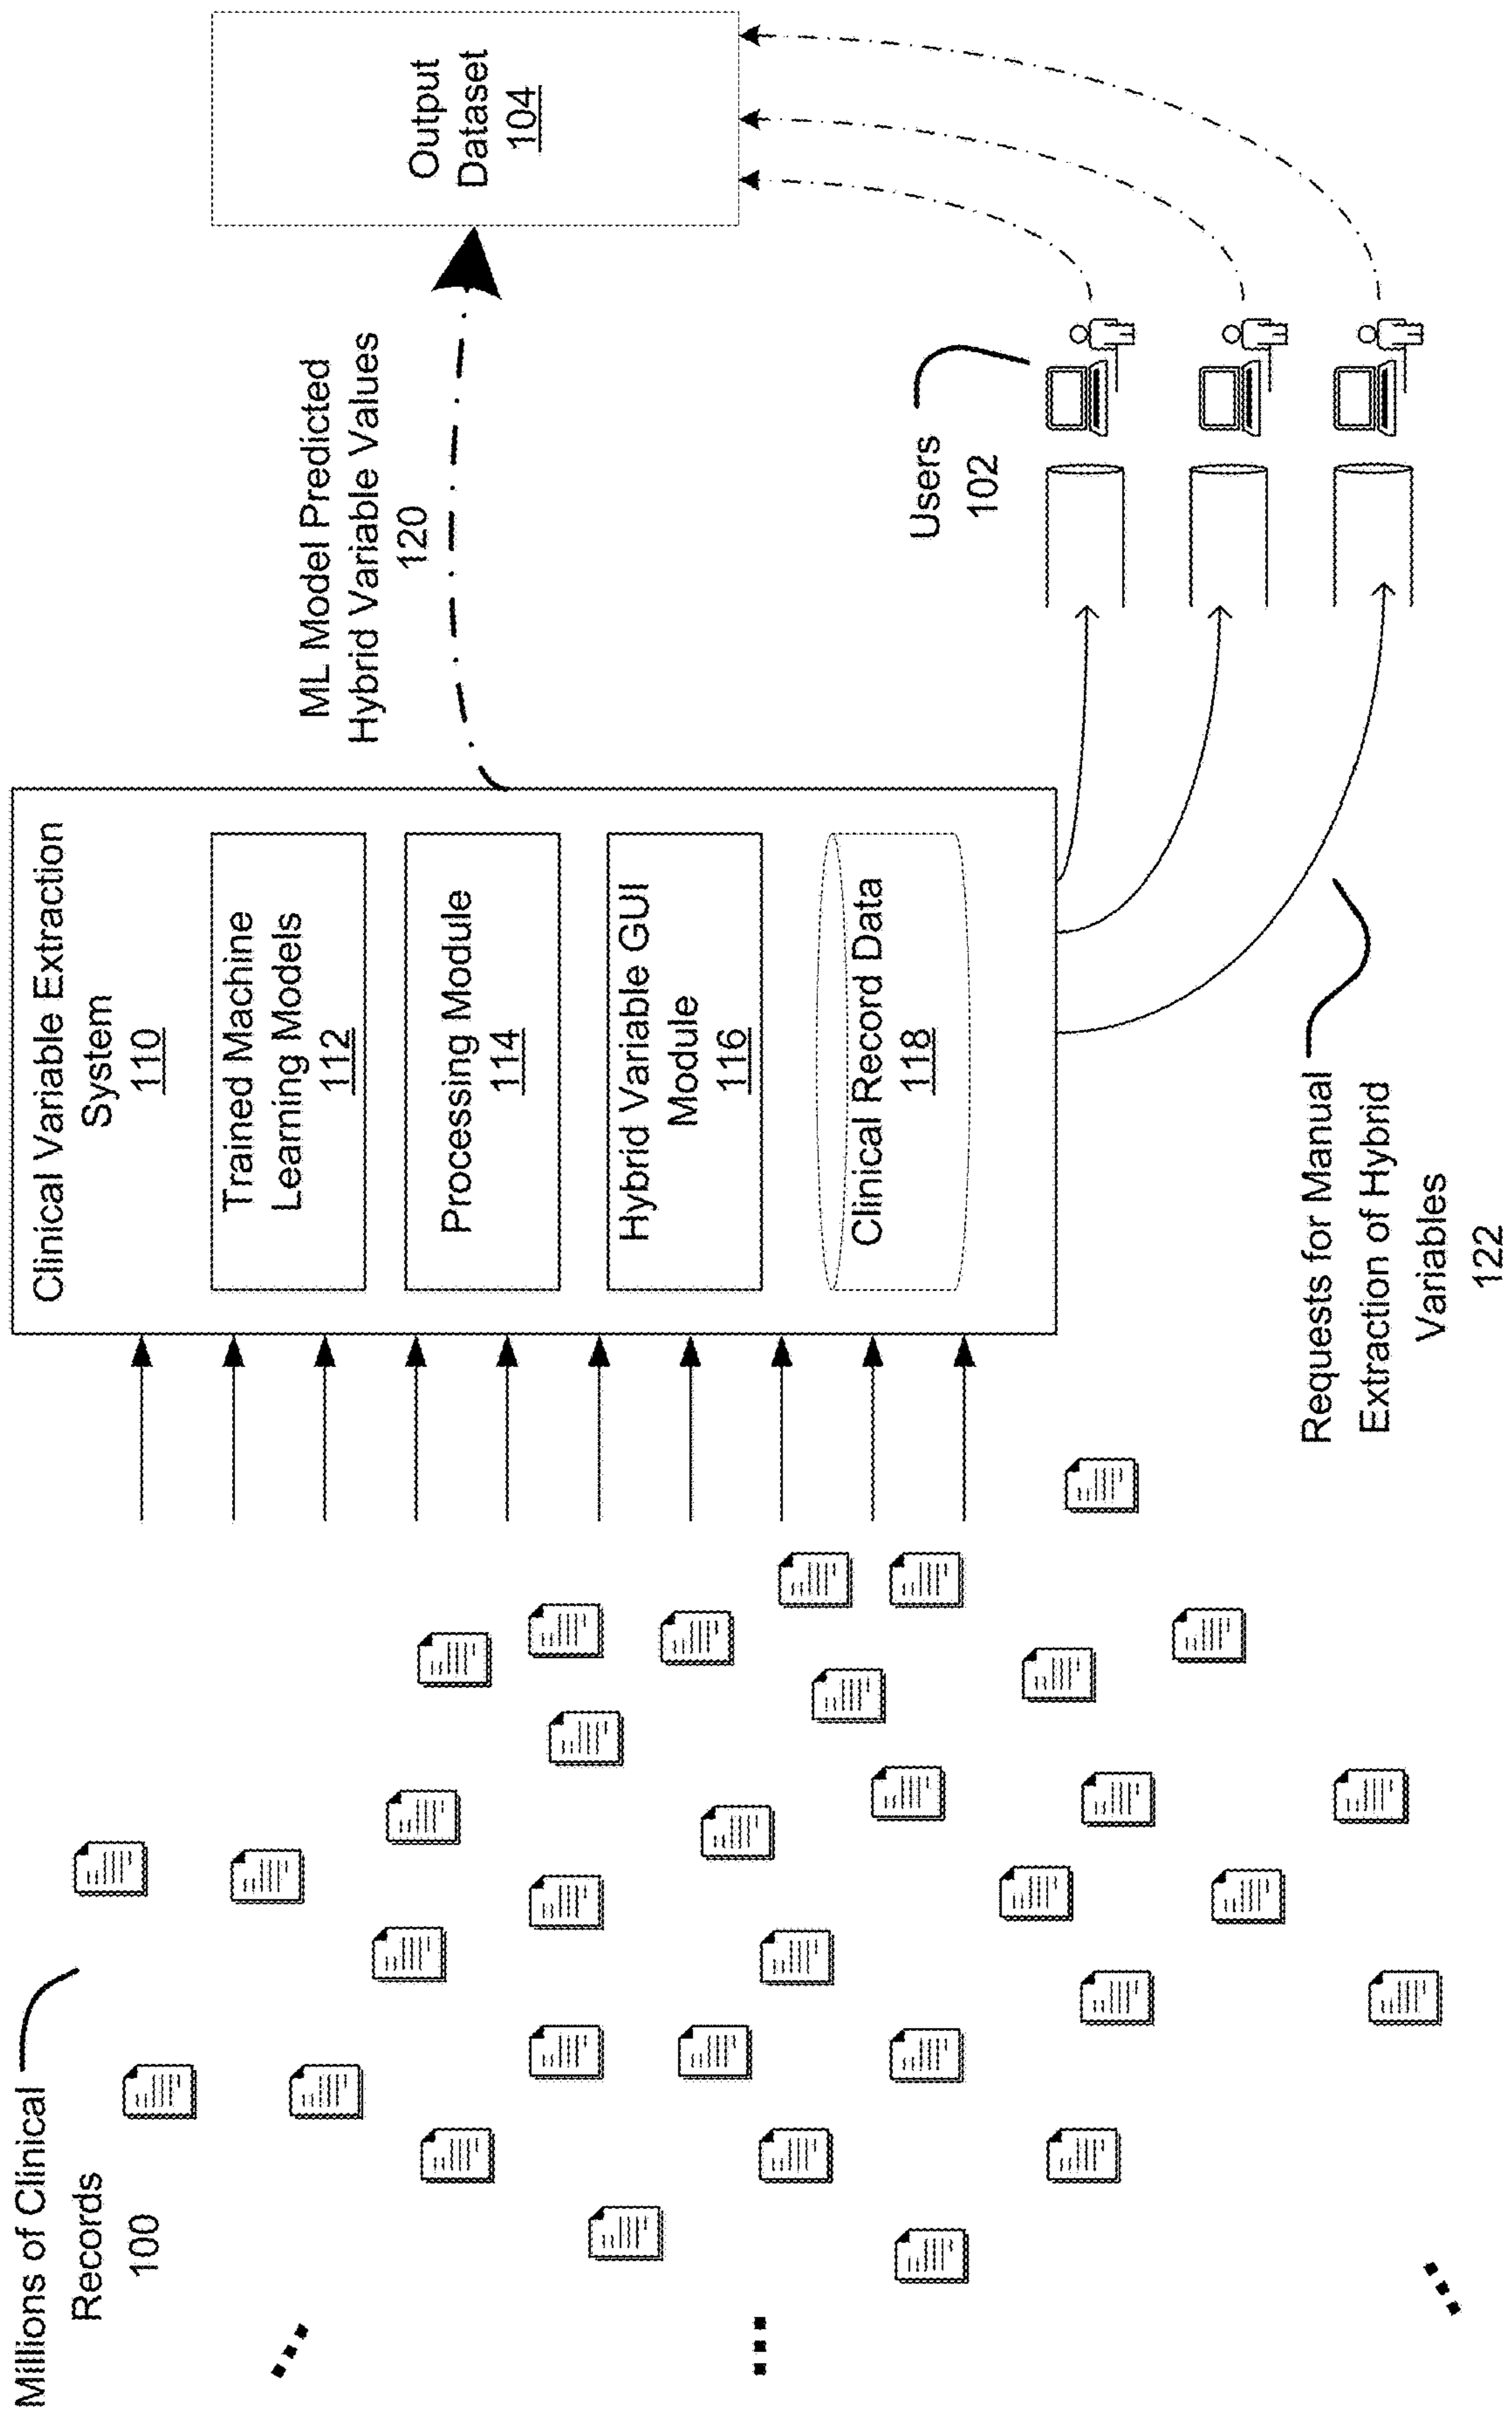 Millions of Clinical
Records
100
Clinical Variable Extraction
System
110
Trained Machine
Learning Models
112
Processing Module
114
Hybrid Variable GUI
Module
116
Clinical Record Data
118
ML Model Predicted
Hybrid Variable Values
120
Output
Dataset
104
Users
102
Requests for Manual
Extraction of Hybrid
Variables
122